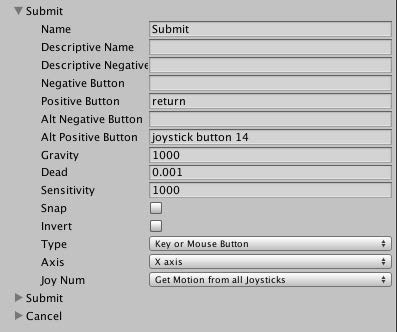 Submit
Name Submit
Descriptive Name
Descriptive Negative
Negative Button
Positive Button return
Alt Negative Button
Alt Positive Button joystick button 14
Gravity 1000
Dead 0.001
Sensitivity 1000
Snap
Invert
Type Key or Mouse Button
Axis X axis
Joy Num Get Motion from all Joysticks
Submit
Cancel